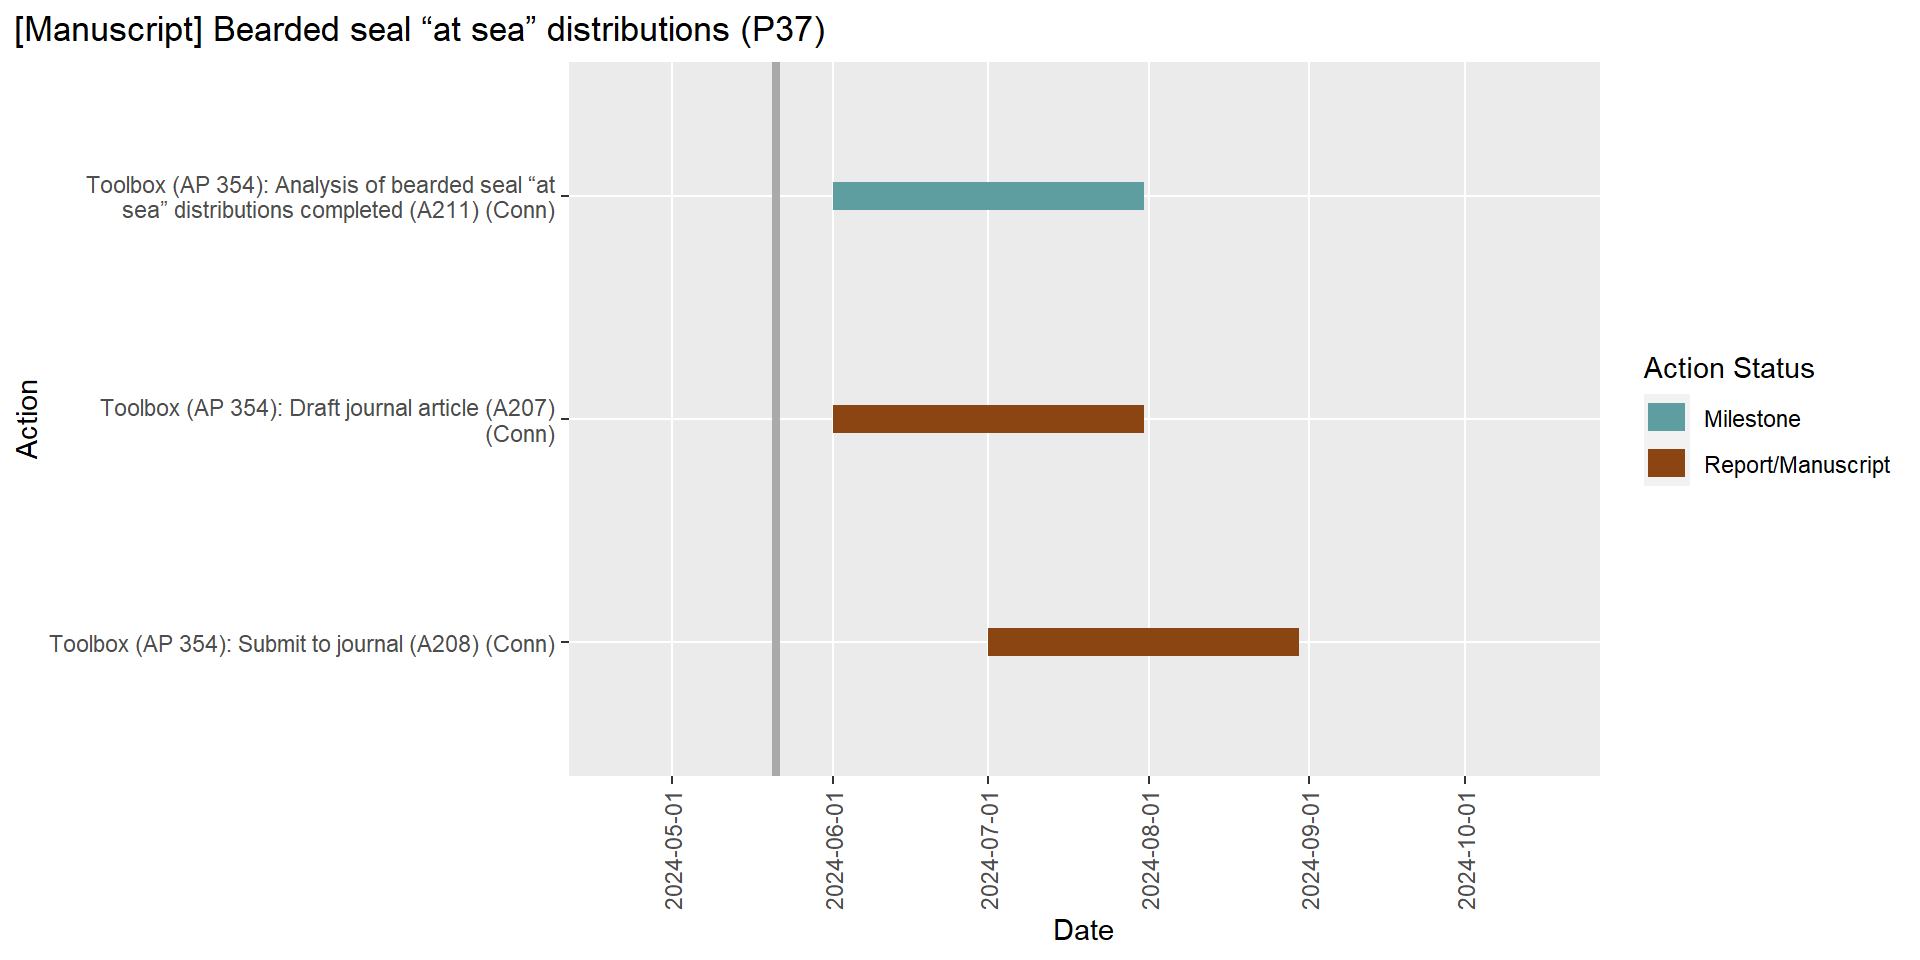 [Manuscript] Bearded seal “at sea” distributions (P37)
Toolbox (AP 354): Analysis of bearded seal “at
sea” distributions completed (A211) (Conn)
Toolbox (AP 354): Draft journal article (A207)
(Conn)
Toolbox (AP 354): Submit to journal (A208) (Conn)
Action
2024-05-01
2024-06-01
2024-07-01
2024-08-01
2024-09-01
2024-10-01
Date
Action Status
Milestone
Report/Manuscript